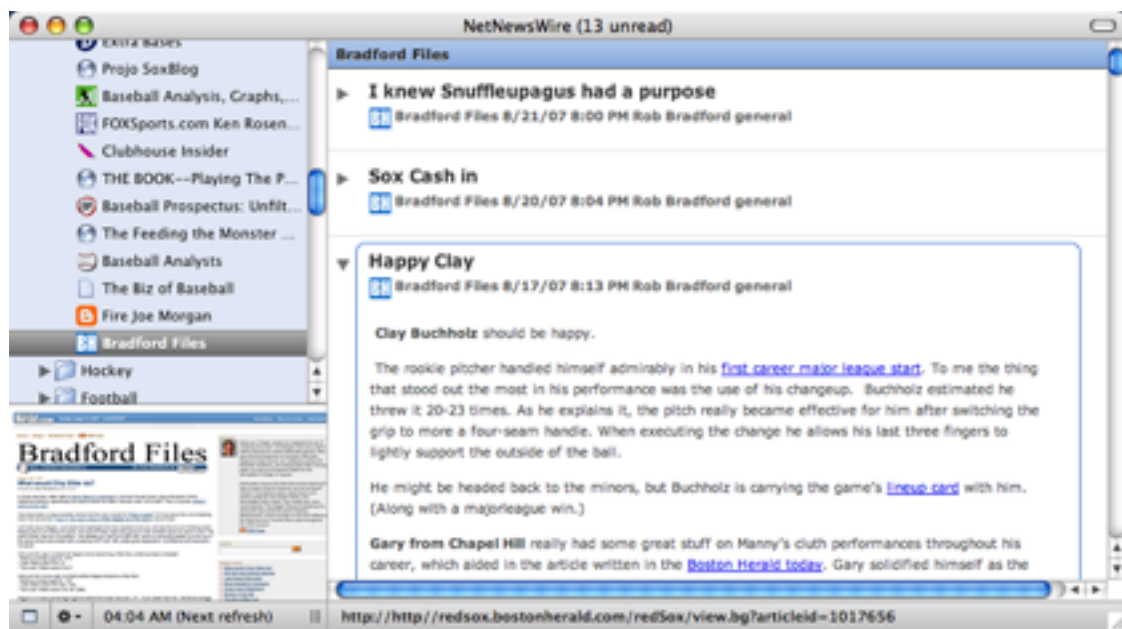 NetNewsWire (13 unread)
Extra Bases
Projo SoxBlog
Baseball Analysis, Graphs,...
FOXSports.com Ken Rosen...
Clubhouse Insider
THE BOOK--Playing The P...
Baseball Prospectus: Unfilt...
The Feeding the Monster ...
Baseball Analysts
The Biz of Baseball
Fire Joe Morgan
Bradford Files
Hockey
Football
Bradford Files
04:04 AM (Next refresh)
Bradford Files
I knew Snuffleupagus had a purpose
Bradford Files 8/21/07 8:00 PM Rob Bradford general
Sox Cash in
Bradford Files 8/20/07 8:04 PM Rob Bradford general
Happy Clay
Bradford Files 8/17/07 8:13 PM Rob Bradford general
Clay Buchholz should be happy.
The rookie pitcher handled himself admirably in his first career major league start. To me the thing
that stood out the most in his performance was the use of his changeup. Buchholz estimated he
threw it 20-23 times. As he explains it, the pitch really became effective for him after switching the
grip to more a four-seam handle. When executing the change he allows his last three fingers to
lightly support the outside of the ball.
He might be headed back to the minors, but Buchholz is carrying the game's lineup card with him.
(Along with a majorleague win.)
Gary from Chapel Hill really had some great stuff on Manny's cluth performances throughout his
career, which aided in the article written in the Boston Herald today. Gary solidified himself as the
http://http://redsox.bostonherald.com/redSox/view.bg?articleid=1017656